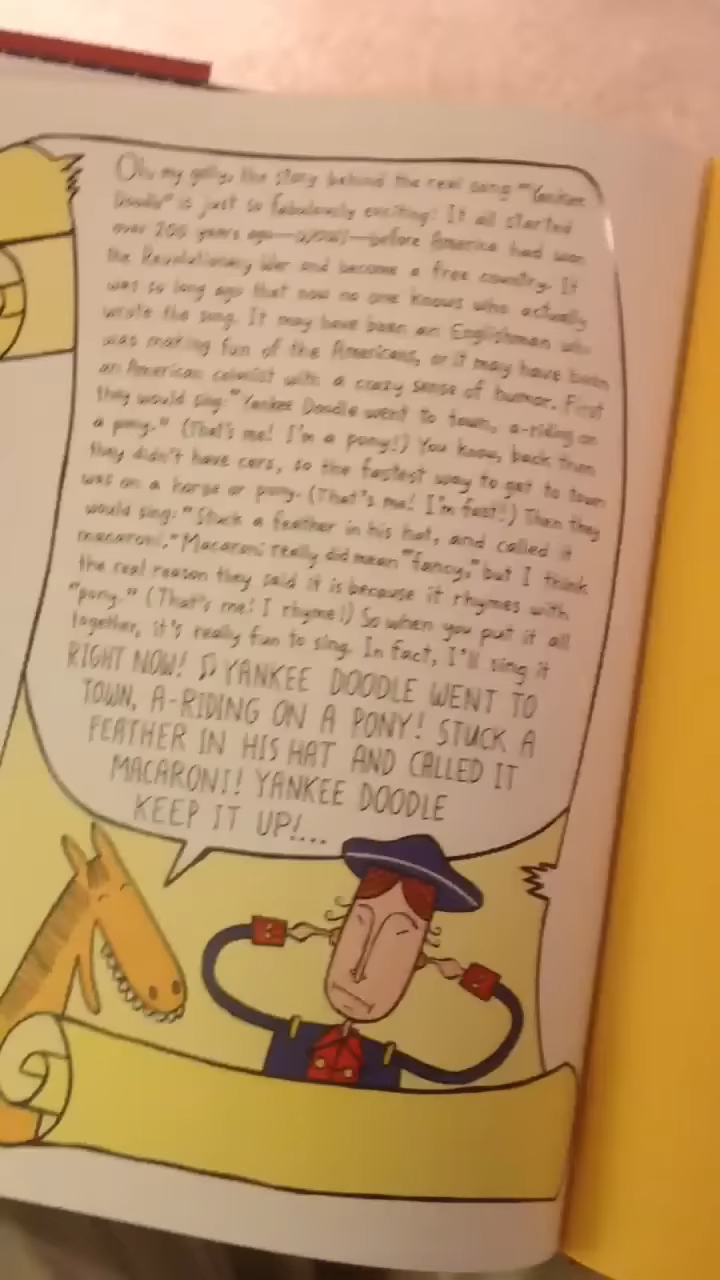 Oh, my golly, the story behind the real song "Yankee
Doodle" is just so fabulously exciting! It all started
over 200 years ago—wow!—before America had won
the Revolutionary War and become a free country. It
was so long ago that now no one knows who actually
wrote the song. It may have been an Englishman who
was making fun of the Americans, or it may have been
an American colonist with a crazy sense of humor. First
they would sing: "Yankee Doodle went to town, a-riding on
a pony." (That's me! I'm a pony!) You know, back then
they didn't have cars, so the fastest way to get to town
was on a horse or pony. (That's me! I'm fast!) Then they
would sing: "Stuck a feather in his hat, and called it
macaroni." Macaroni really did mean "fancy," but I think
the real reason they said it is because it rhymes with
"pony." (That's me! I rhyme!) So when you put it all
together, it's really fun to sing. In fact, I'll sing it
RIGHT NOW! ♫ YANKEE DOODLE WENT TO
TOWN, A-RIDING ON A PONY! STUCK A
FEATHER IN HIS HAT AND CALLED IT
MACARONI! YANKEE DOODLE
KEEP IT UP!...